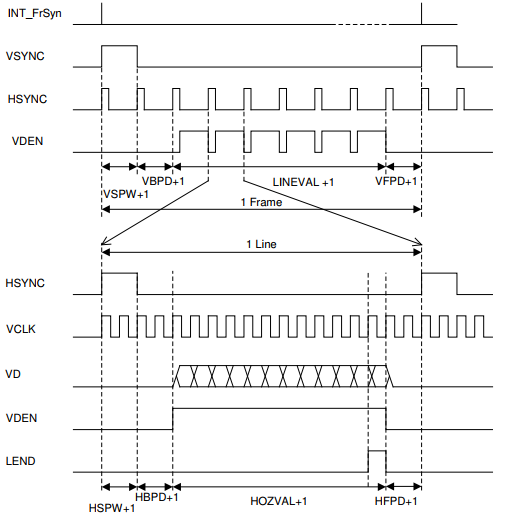 INT_FrSyn
VSYNC
HSYNC
VDEN
VBPD+1
LINEVAL +1
VFPD+1
VSPW+1
1 Frame
1 Line
HSYNC
VCLK
VD
VDEN
LEND
HBPD+1
HOZVAL+1
HFPD+1
HSPW+1